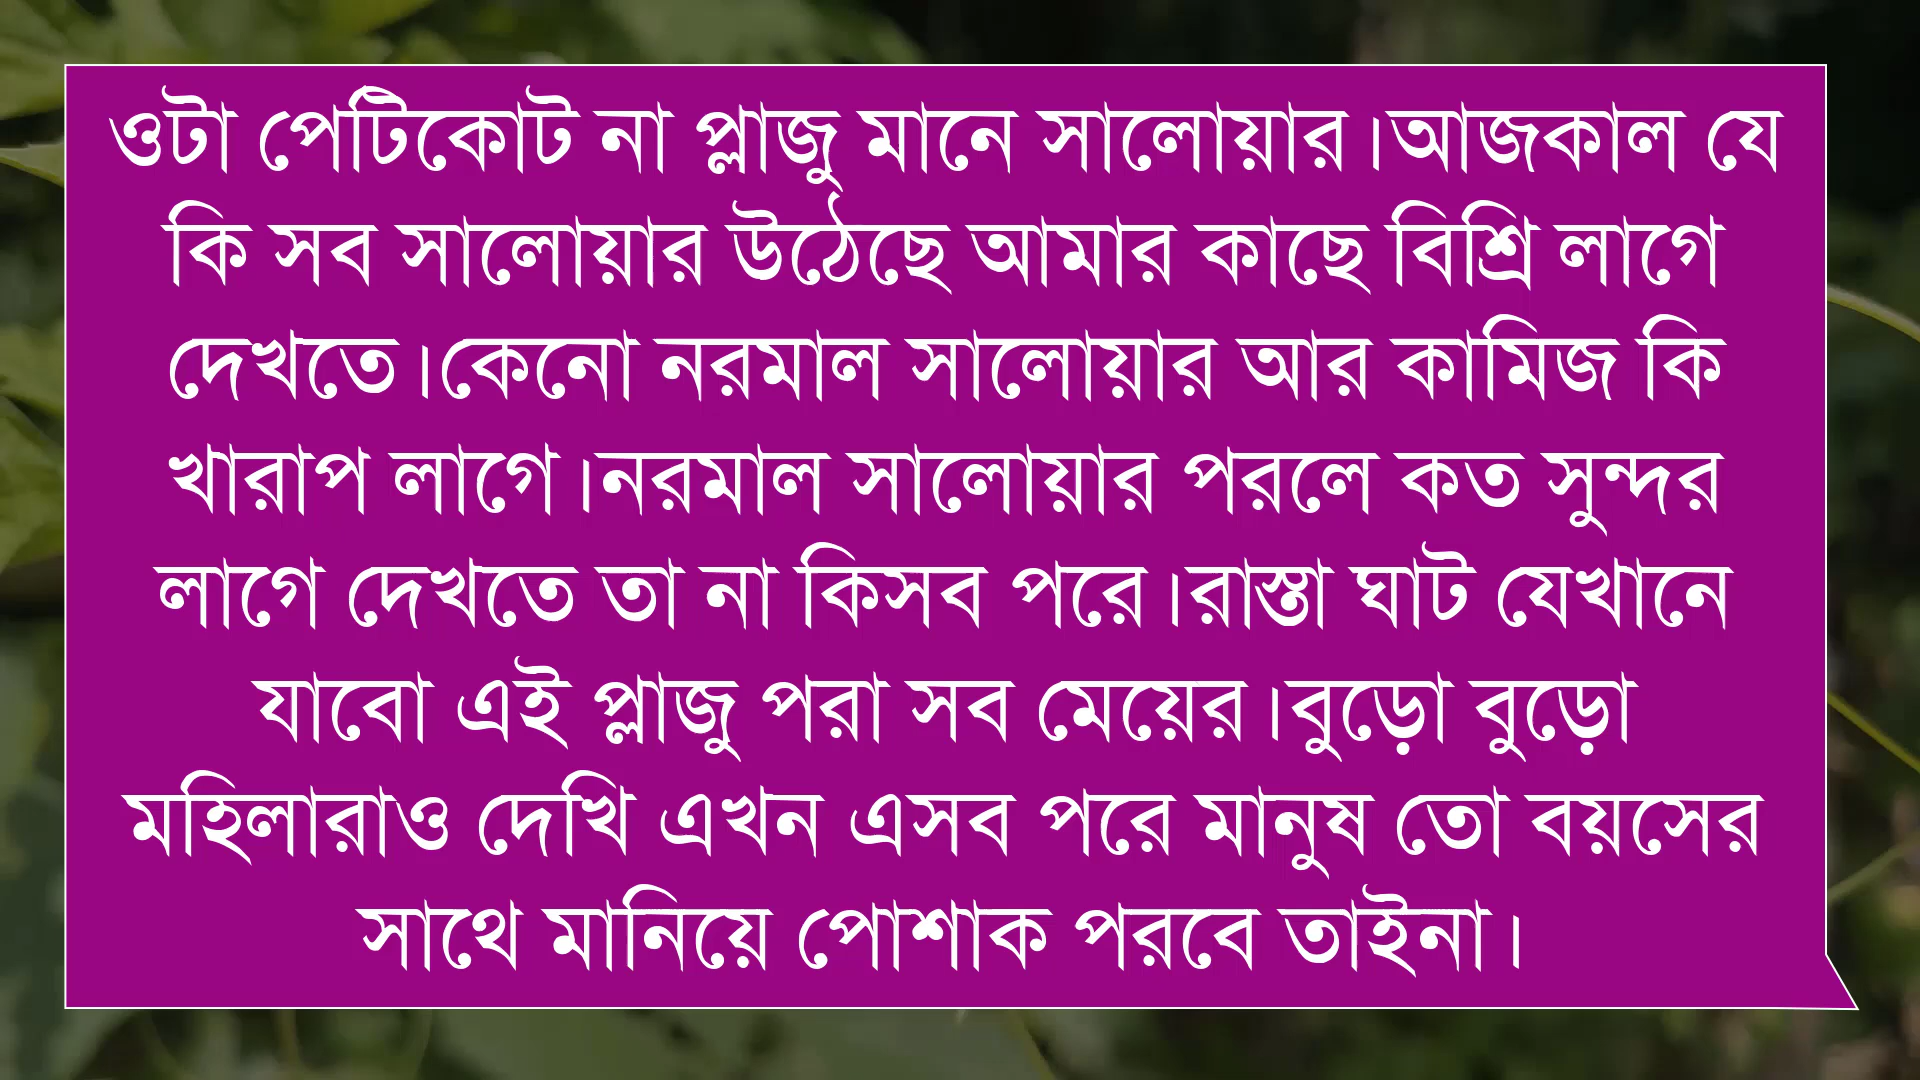 ওটা পেটিকোট না প্লাজু মানে সালোয়ার।আজকাল যে
কি সব সালোয়ার উঠেছে আমার কাছে বিশ্রি লাগে
দেখতে।কেনো নরমাল সালোয়ার আর কামিজ কি
খারাপ লাগে।নরমাল সালোয়ার পরলে কত সুন্দর
লাগে দেখতে তা না কিসব পরে।রাস্তা ঘাট যেখানে
যাবো এই প্লাজু পরা সব মেয়ের।বুড়ো বুড়ো
মহিলারাও দেখি এখন এসব পরে মানুষ তো বয়সের
সাথে মানিয়ে পোশাক পরবে তাইনা।